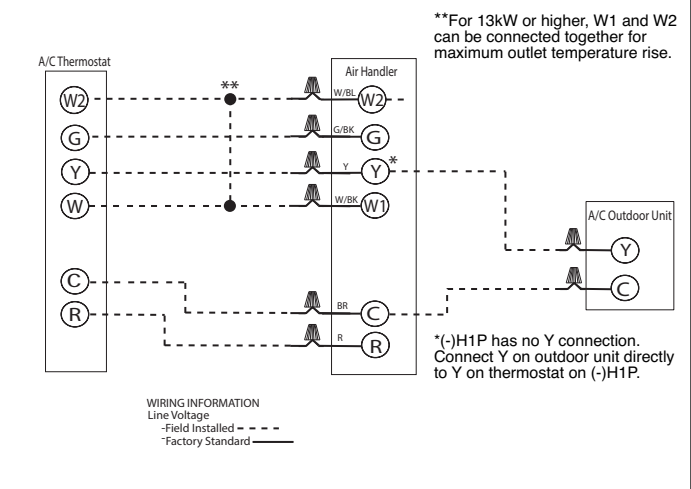 **For 13kW or higher, W1 and W2
can be connected together for
maximum outlet temperature rise.
A/C Thermostat
Air Handler
**
W2
W/BL
W2
G
G/BK
G
Y
Y
Y
*
W
W/BK
W1
A/C Outdoor Unit
Y
C
C
BR
C
R
R
R
*(-)H1P has no Y connection.
Connect Y on outdoor unit directly
to Y on thermostat on (-)H1P.
WIRING INFORMATION
Line Voltage
-Field Installed
-Factory Standard